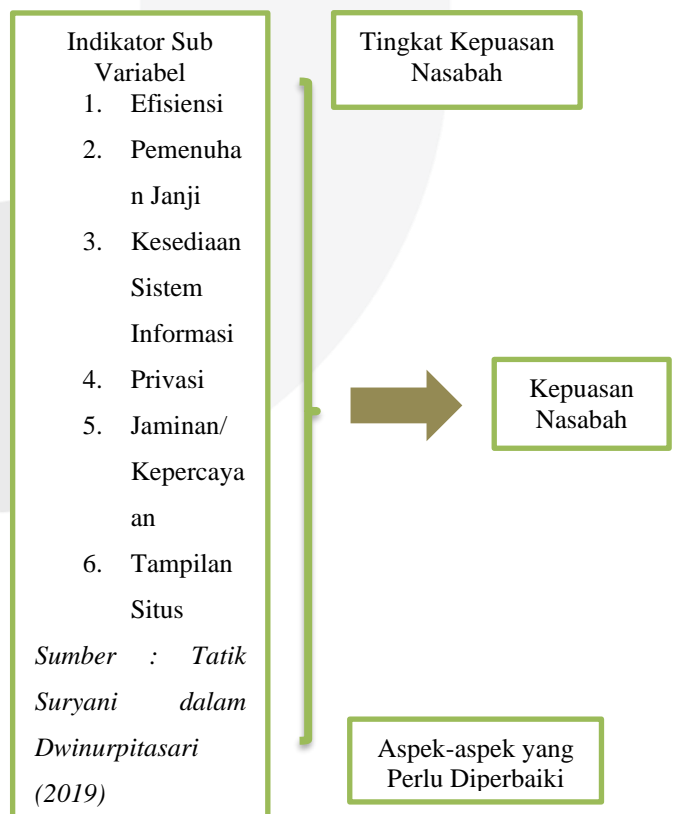 Indikator Sub
Variabel
1. Efisiensi
2. Pemenuha
n Janji
3. Kesediaan
Sistem
Informasi
4. Privasi
5. Jaminan/
Kepercaya
an
6. Tampilan
Situs
Sumber : Tatik
Suryani dalam
Dwinurpitasari
(2019)
Tingkat Kepuasan
Nasabah
Kepuasan
Nasabah
Aspek-aspek yang
Perlu Diperbaiki